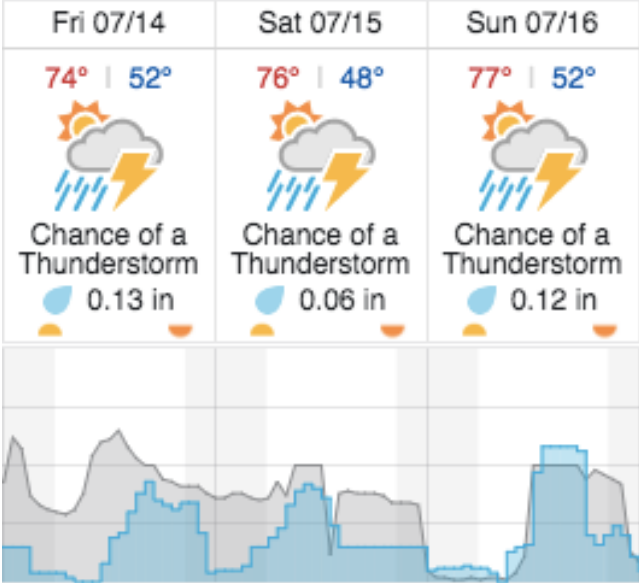 Fri 07/14 Sat 07/15 Sun 07/16
74° | 52° 76° | 48° 77° | 52°
Chance of a Chance of a Chance of a
Thunderstorm Thunderstorm Thunderstorm
0.13 in 0.06 in 0.12 in